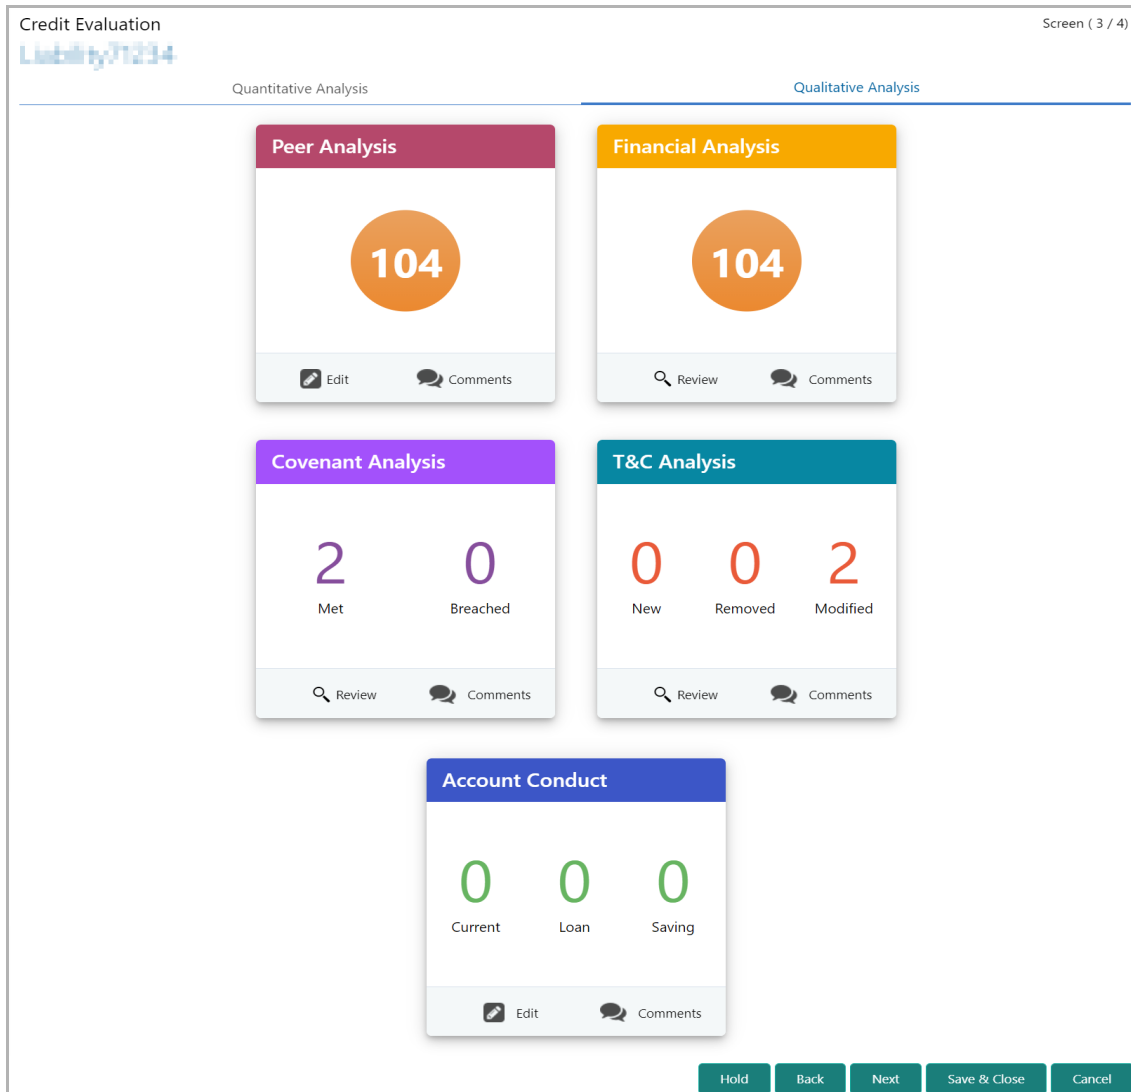 Credit Evaluation
Screen ( 3 / 4)
Quantitative Analysis
Qualitative Analysis
Peer Analysis
Financial Analysis
104
104
Edit
Comments
Review
Comments
Covenant Analysis
T&C Analysis
2
0
0
0
2
Met
Breached
New
Removed
Modified
Review
Comments
Review
Comments
Account Conduct
0
0
0
Current
Loan
Saving
Edit
Comments
Hold
Back
Next
Save & Close
Cancel